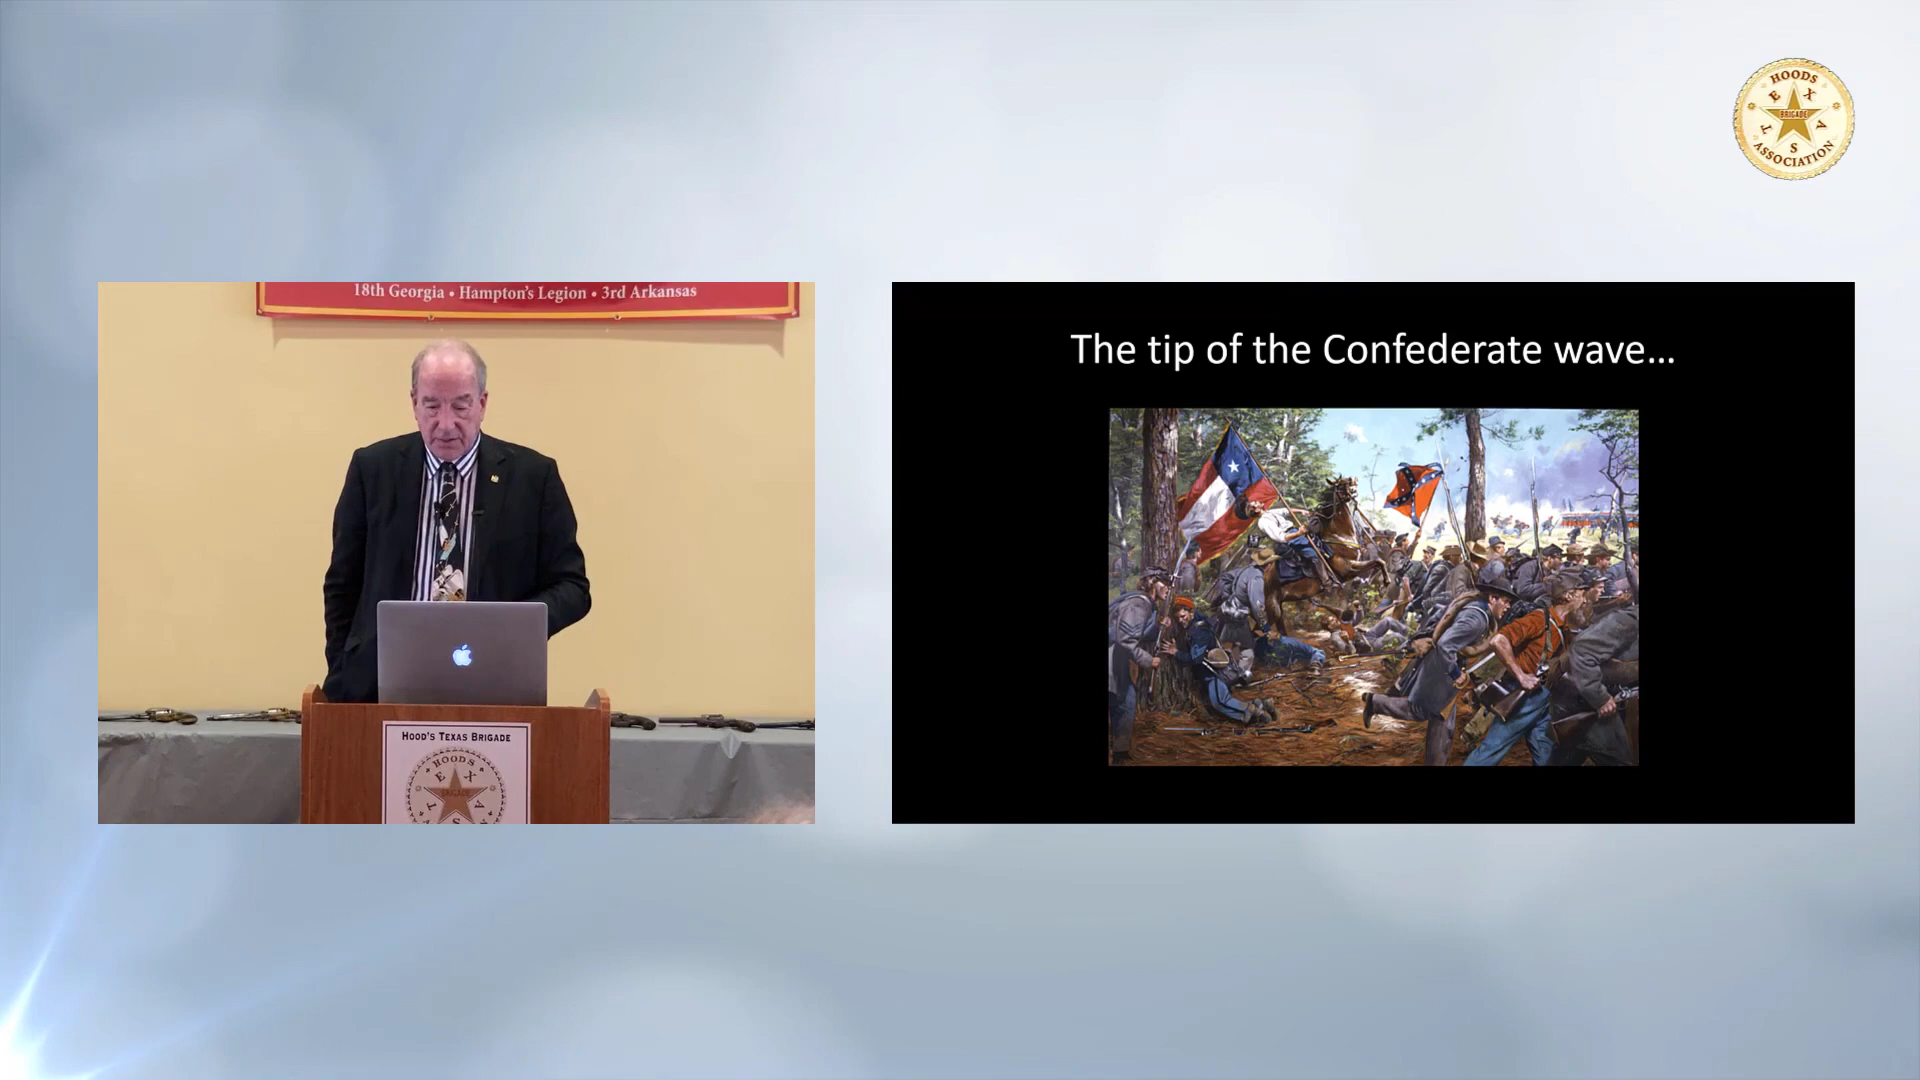 HOODS
E X
BRIGADE
T A
S
ASSOCIATION
18th Georgia • Hampton's Legion • 3rd Arkansas
The tip of the Confederate wave...
HOOD'S TEXAS BRIGADE
HOODS
E X
BRIGADE
T A
S